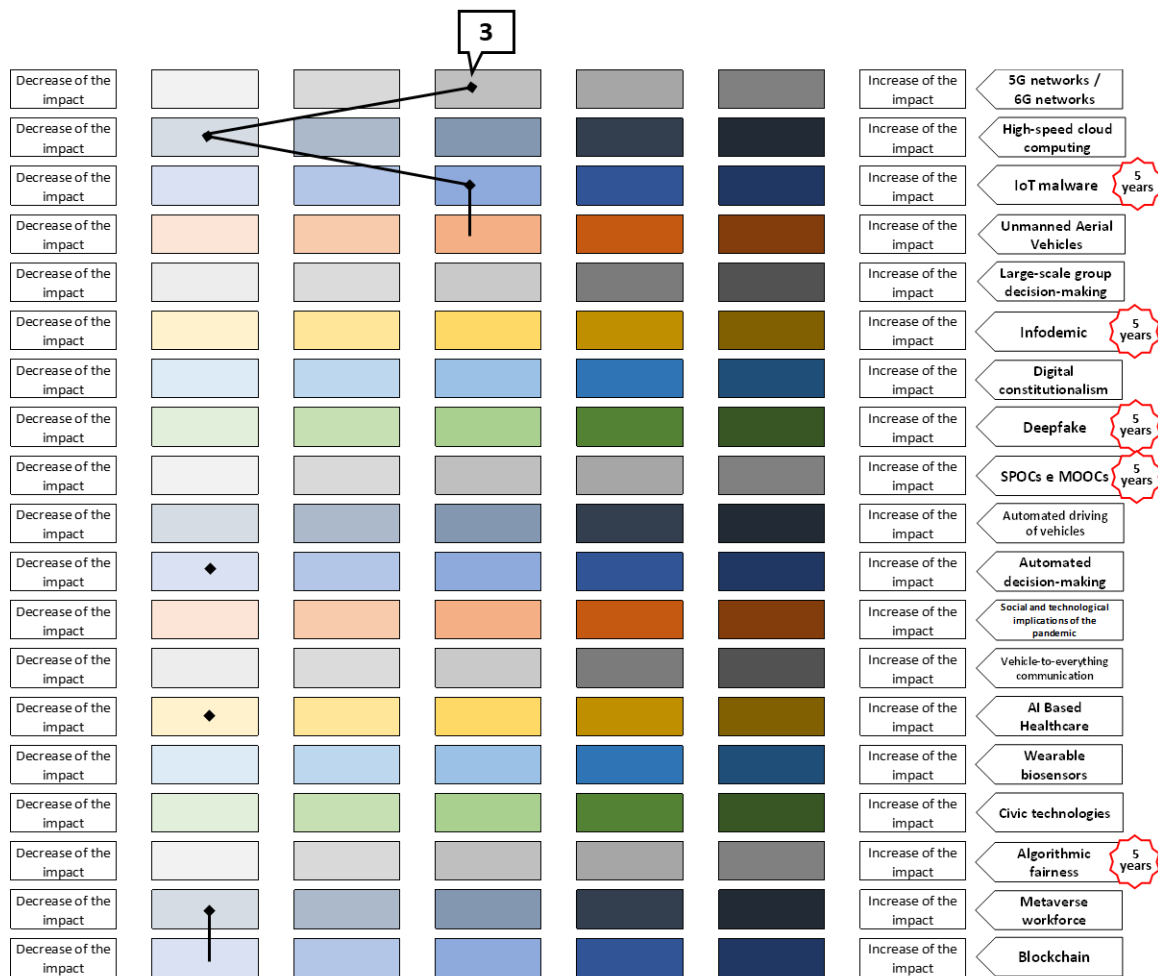 3
Decrease of the
impact
Increase of the
impact
5G networks /
6G networks
Decrease of the
impact
Increase of the
impact
High-speed cloud
computing
Decrease of the
impact
Increase of the
impact
IoT malware
5
years
Decrease of the
impact
Increase of the
impact
Unmanned Aerial
Vehicles
Decrease of the
impact
Increase of the
impact
Large-scale group
decision-making
Decrease of the
impact
Increase of the
impact
Infodemic
5
years
Decrease of the
impact
Increase of the
impact
Digital
constitutionalism
Decrease of the
impact
Increase of the
impact
Deepfake
5
years
Decrease of the
impact
Increase of the
impact
SPOCs e MOOCs
5
years
Decrease of the
impact
Increase of the
impact
Automated driving
of vehicles
Decrease of the
impact
Increase of the
impact
Automated
decision-making
Decrease of the
impact
Increase of the
impact
Social and technological
implications of the
pandemic
Decrease of the
impact
Increase of the
impact
Vehicle-to-everything
communication
Decrease of the
impact
Increase of the
impact
AI Based
Healthcare
Decrease of the
impact
Increase of the
impact
Wearable
biosensors
Decrease of the
impact
Increase of the
impact
Civic technologies
Decrease of the
impact
Increase of the
impact
Algorithmic
fairness
5
years
Decrease of the
impact
Increase of the
impact
Metaverse
workforce
Decrease of the
impact
Increase of the
impact
Blockchain